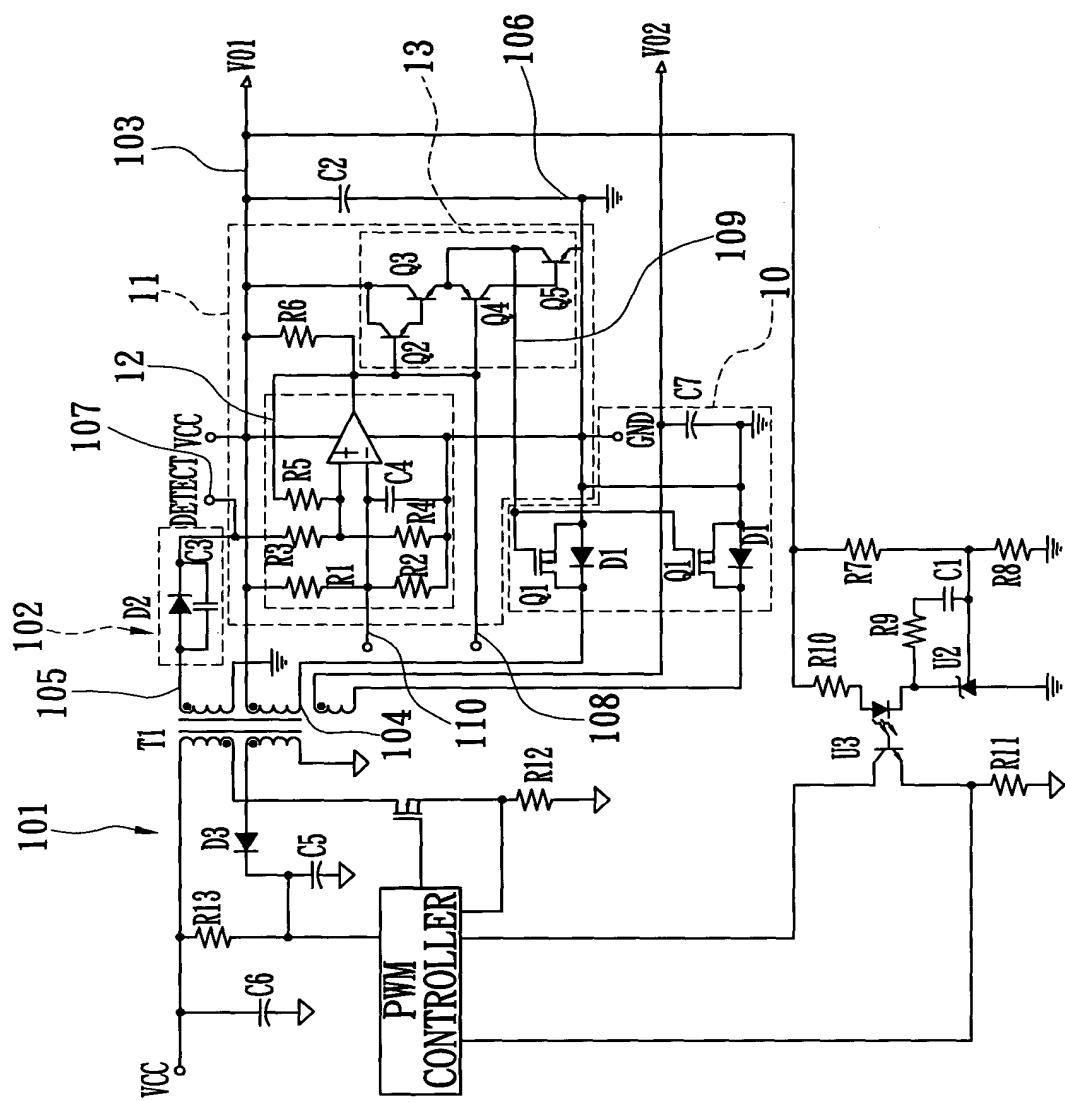 101
VCC
C6
R13
D3
C5
PWM
CONTROLLER
R12
T1
104
105
102
D2
C3
DETECT
107
VCC
12
11
R1
R3
R5
R2
R4
C4
R6
103
VO1
13
C2
106
Q2
Q3
Q4
Q5
110
108
109
10
VO2
GND
C7
Q1
D1
Q1
D1
R7
R8
R9
C1
R10
U2
U3
R11